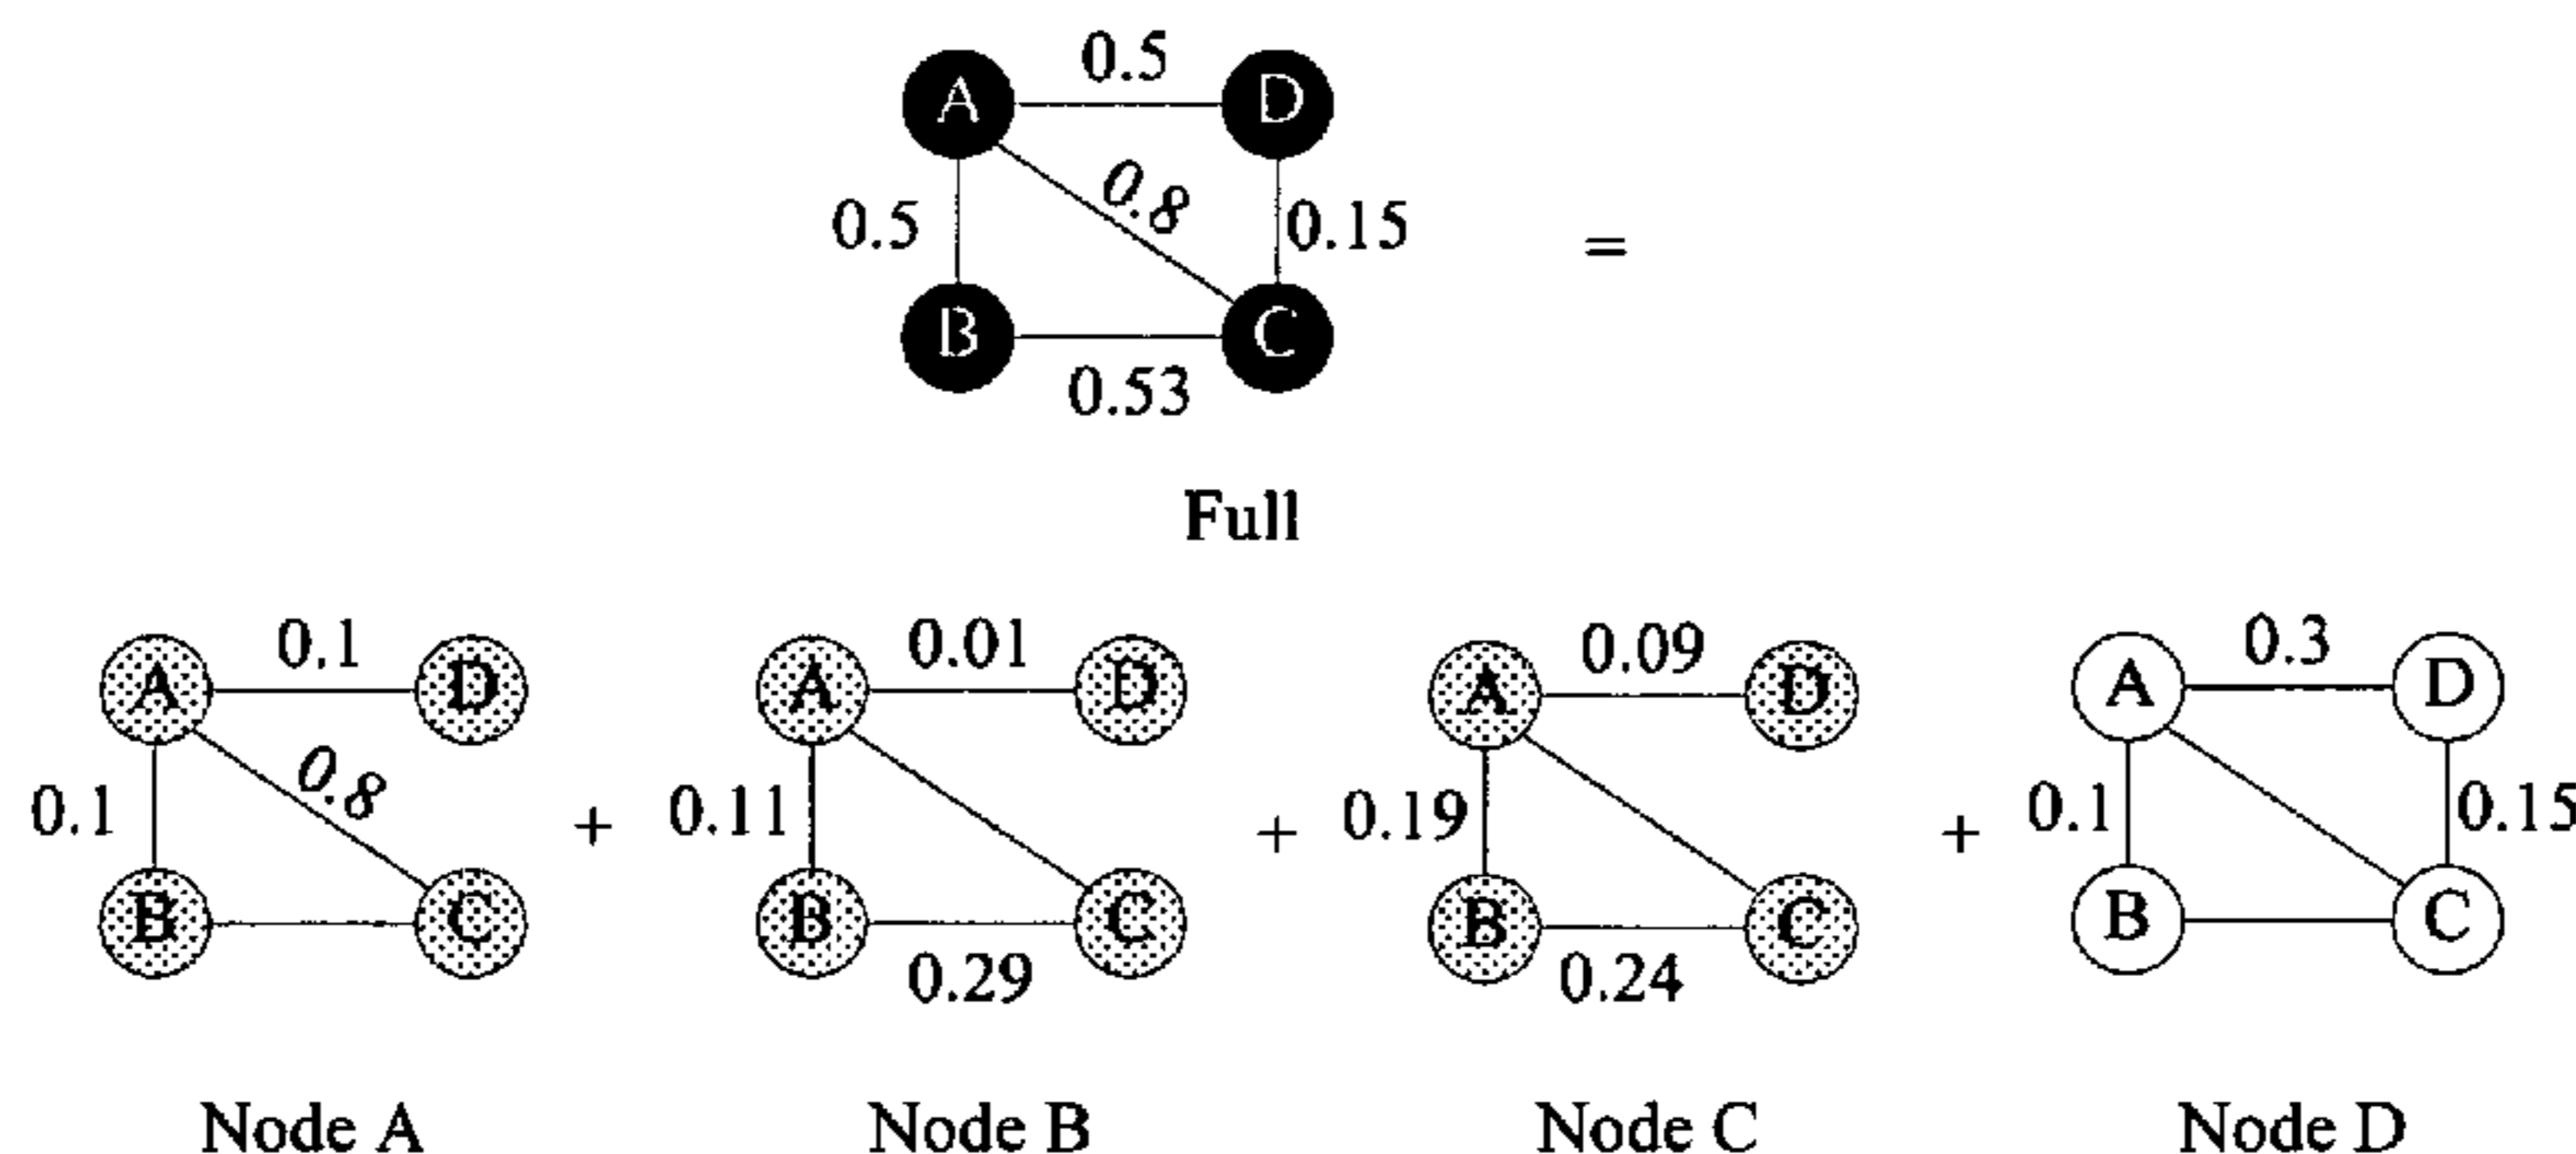 0.5
A D
0.8
0.5 0.15 =
B C
0.53
Full
0.1 0.01 0.09 0.3
A D A D A D A D
0.8
0.1 + 0.11 + 0.19 + 0.1 0.15
B C B C B C B C
0.29 0.24
Node A Node B Node C Node D